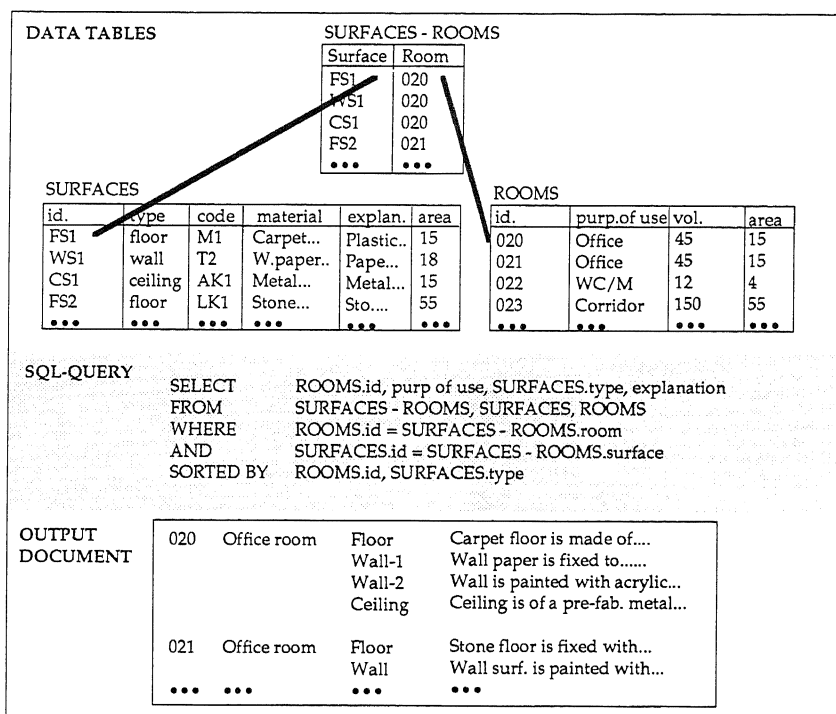 DATA TABLES
SURFACES - ROOMS
Surface Room
FS1 020
WS1 020
CS1 020
FS2 021
••• •••
SURFACES
id. type code material explan. area
FS1 floor M1 Carpet... Plastic.. 15
WS1 wall T2 W.paper.. Pape... 18
CS1 ceiling AK1 Metal... Metal... 15
FS2 floor LK1 Stone... Sto.... 55
••• ••• ••• ••• ••• •••
ROOMS
id. purp.of use vol. area
020 Office 45 15
021 Office 45 15
022 WC/M 12 4
023 Corridor 150 55
••• ••• ••• •••
SQL-QUERY
SELECT ROOMS.id, purp of use, SURFACES.type, explanation
FROM SURFACES - ROOMS, SURFACES, ROOMS
WHERE ROOMS.id = SURFACES - ROOMS.room
AND SURFACES.id = SURFACES - ROOMS.surface
SORTED BY ROOMS.id, SURFACES.type
OUTPUT
DOCUMENT
020 Office room Floor Carpet floor is made of....
Wall-1 Wall paper is fixed to......
Wall-2 Wall is painted with acrylic...
Ceiling Ceiling is of a pre-fab. metal...
021 Office room Floor Stone floor is fixed with...
Wall Wall surf. is painted with...
••• ••• ••• •••